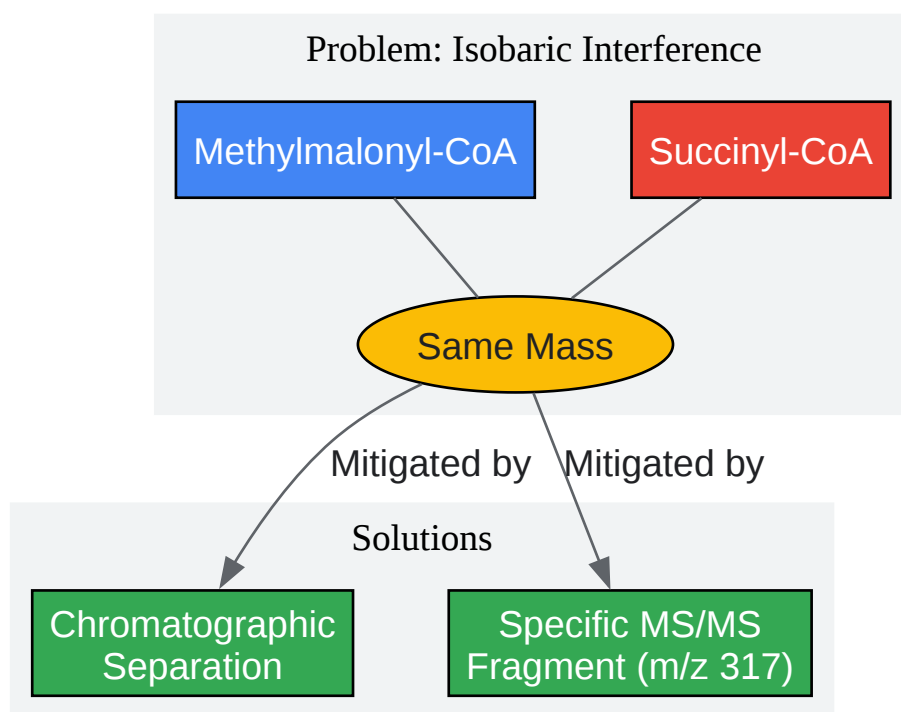 Problem: Isobaric Interference
Methylmalonyl-CoA
Succinyl-CoA
Same Mass
Mitigated by
Mitigated by
Solutions
Chromatographic
Separation
Specific MS/MS
Fragment (m/z 317)